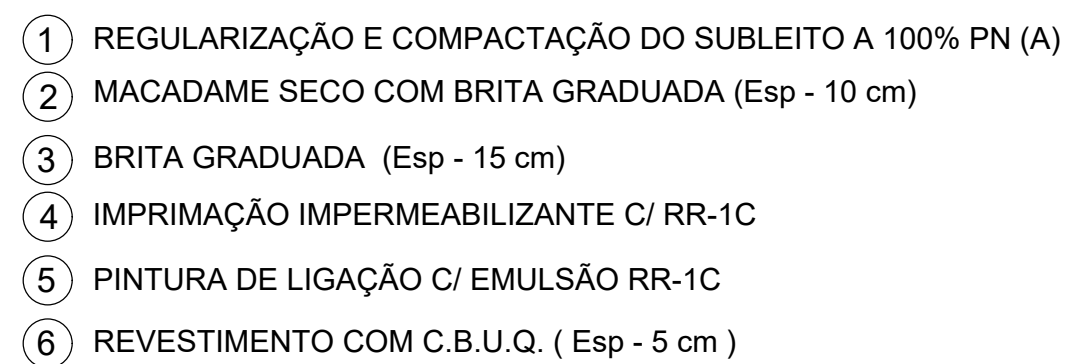 1 REGULARIZAÇÃO E COMPACTAÇÃO DO SUBLEITO A 100% PN (A)
2 MACADAME SECO COM BRITA GRADUADA (Esp - 10 cm)
3 BRITA GRADUADA (Esp - 15 cm)
4 IMPRIMAÇÃO IMPERMEABILIZANTE C/ RR-1C
5 PINTURA DE LIGAÇÃO C/ EMULSÃO RR-1C
6 REVESTIMENTO COM C.B.U.Q. ( Esp - 5 cm )